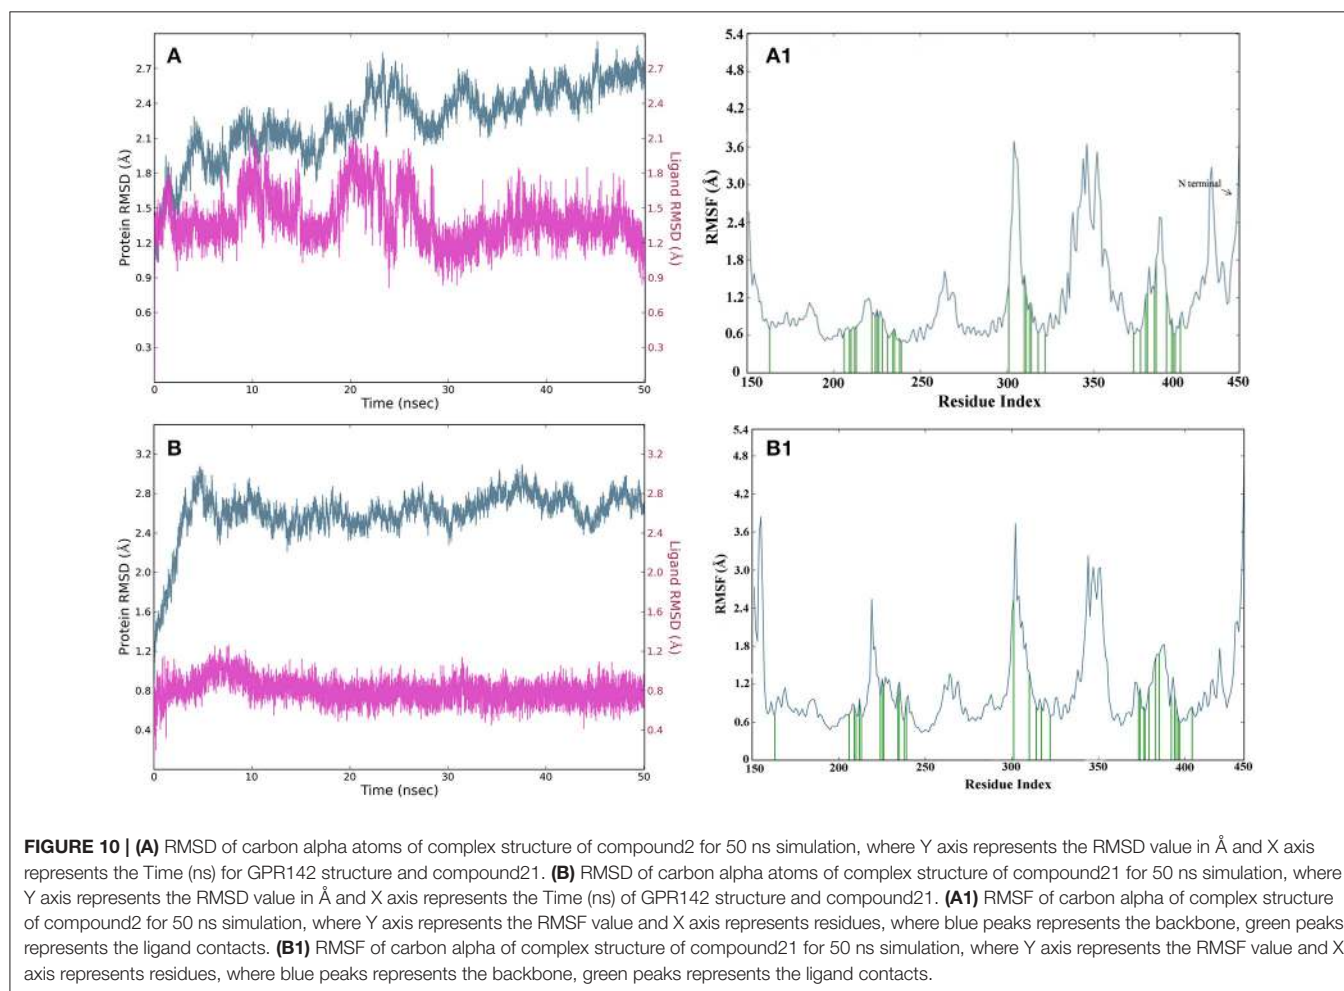 A
Protein RMSD (Å)
2.7
2.4
2.1
1.8
1.5
1.2
0.9
0.6
0.3
2.7
2.4
2.1
1.8
1.5
1.2
0.9
0.6
0.3
Ligand RMSD (Å)
0 10 20 30 40 50
Time (nsec)
A1
RMSF (Å)
5.4
4.8
4.2
3.6
3.0
2.4
1.8
1.2
0.6
0
N terminal
150 200 250 300 350 400 450
Residue Index
B
Protein RMSD (Å)
3.2
2.8
2.4
2.0
1.6
1.2
0.8
0.4
3.2
2.8
2.4
2.0
1.6
1.2
0.8
0.4
Ligand RMSD (Å)
0 10 20 30 40 50
Time (nsec)
B1
RMSF (Å)
5.4
4.8
4.2
3.6
3.0
2.4
1.8
1.2
0.6
0
150 200 250 300 350 400 450
Residue Index
FIGURE 10 | (A) RMSD of carbon alpha atoms of complex structure of compound2 for 50 ns simulation, where Y axis represents the RMSD value in Å and X axis
represents the Time (ns) for GPR142 structure and compound21. (B) RMSD of carbon alpha atoms of complex structure of compound21 for 50 ns simulation, where
Y axis represents the RMSD value in Å and X axis represents the Time (ns) of GPR142 structure and compound21. (A1) RMSF of carbon alpha of complex structure
of compound2 for 50 ns simulation, where Y axis represents the RMSF value and X axis represents residues, where blue peaks represents the backbone, green peaks
represents the ligand contacts. (B1) RMSF of carbon alpha of complex structure of compound21 for 50 ns simulation, where Y axis represents the RMSF value and X
axis represents residues, where blue peaks represents the backbone, green peaks represents the ligand contacts.